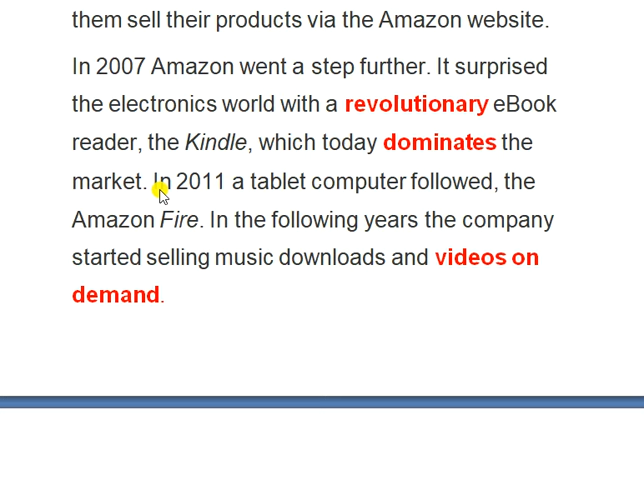 them sell their products via the Amazon website.
In 2007 Amazon went a step further. It surprised
the electronics world with a revolutionary eBook
reader, the Kindle, which today dominates the
market. In 2011 a tablet computer followed, the
Amazon Fire. In the following years the company
started selling music downloads and videos on
demand.